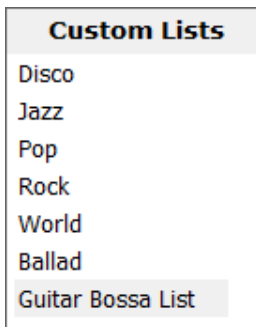 Custom Lists
Disco
Jazz
Pop
Rock
World
Ballad
Guitar Bossa List